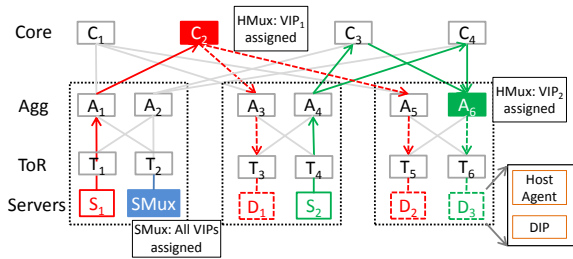 Core C₁ C₂ HMux: VIP₁ assigned C₃ C₄
Agg A₁ A₂ A₃ A₄ A₅ A₆ HMux: VIP₂ assigned
ToR T₁ T₂ T₃ T₄ T₅ T₆
Servers S₁ SMux D₁ S₂ D₂ D₃
Host
Agent
DIP
SMux: All VIPs
assigned